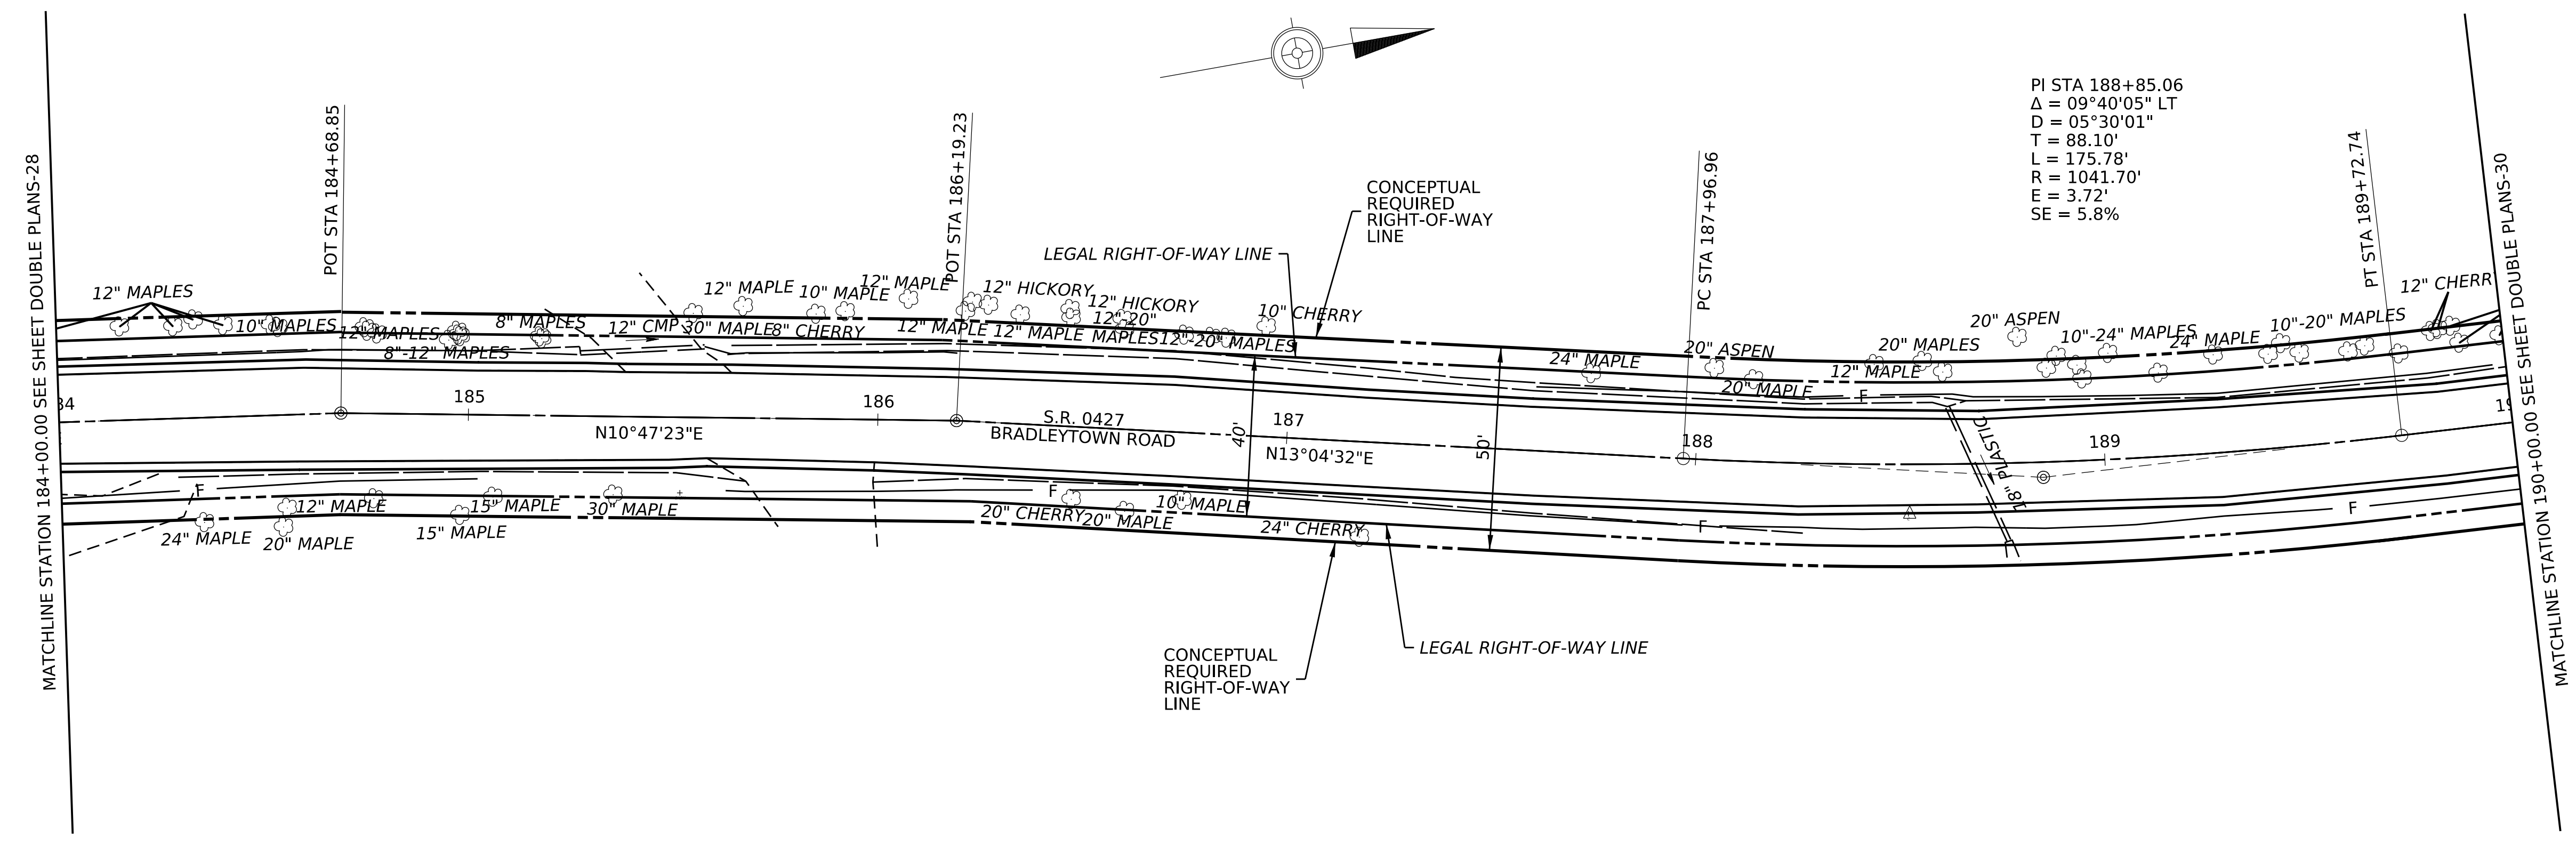 MATCHLINE STATION 184+00.00 SEE SHEET DOUBLE PLANS-28
POT STA 184+68.85
POT STA 186+19.23
CONCEPTUAL
REQUIRED
RIGHT-OF-WAY
LINE
LEGAL RIGHT-OF-WAY LINE
PC STA 187+96.96
PI STA 188+85.06
Δ = 09°40'05" LT
D = 05°30'01"
T = 88.10'
L = 175.78'
R = 1041.70'
E = 3.72'
SE = 5.8%
PT STA 189+72.74
MATCHLINE STATION 190+00.00 SEE SHEET DOUBLE PLANS-30
12" MAPLES
10" MAPLES
12" MAPLES
8"-12" MAPLES
8" MAPLES
12" CMP
30" MAPLE
12" MAPLE
10" MAPLE
8" CHERRY
12" MAPLE
12" MAPLE
12" HICKORY
12" MAPLE
12" HICKORY
12"-20"
MAPLES
12"-20" MAPLES
10" CHERRY
24" MAPLE
20" ASPEN
20" MAPLE
12" MAPLE
20" MAPLES
20" ASPEN
10"-24" MAPLES
24" MAPLE
10"-20" MAPLES
12" CHERR
F
84
185
186
187
188
189
19
N10°47'23"E
S.R. 0427
BRADLEYTOWN ROAD
40'
N13°04'32"E
50'
18" PLASTIC
F
24" MAPLE
12" MAPLE
20" MAPLE
15" MAPLE
15" MAPLE
30" MAPLE
F
20" CHERRY
20" MAPLE
10" MAPLE
24" CHERRY
F
F
CONCEPTUAL
REQUIRED
RIGHT-OF-WAY
LINE
LEGAL RIGHT-OF-WAY LINE